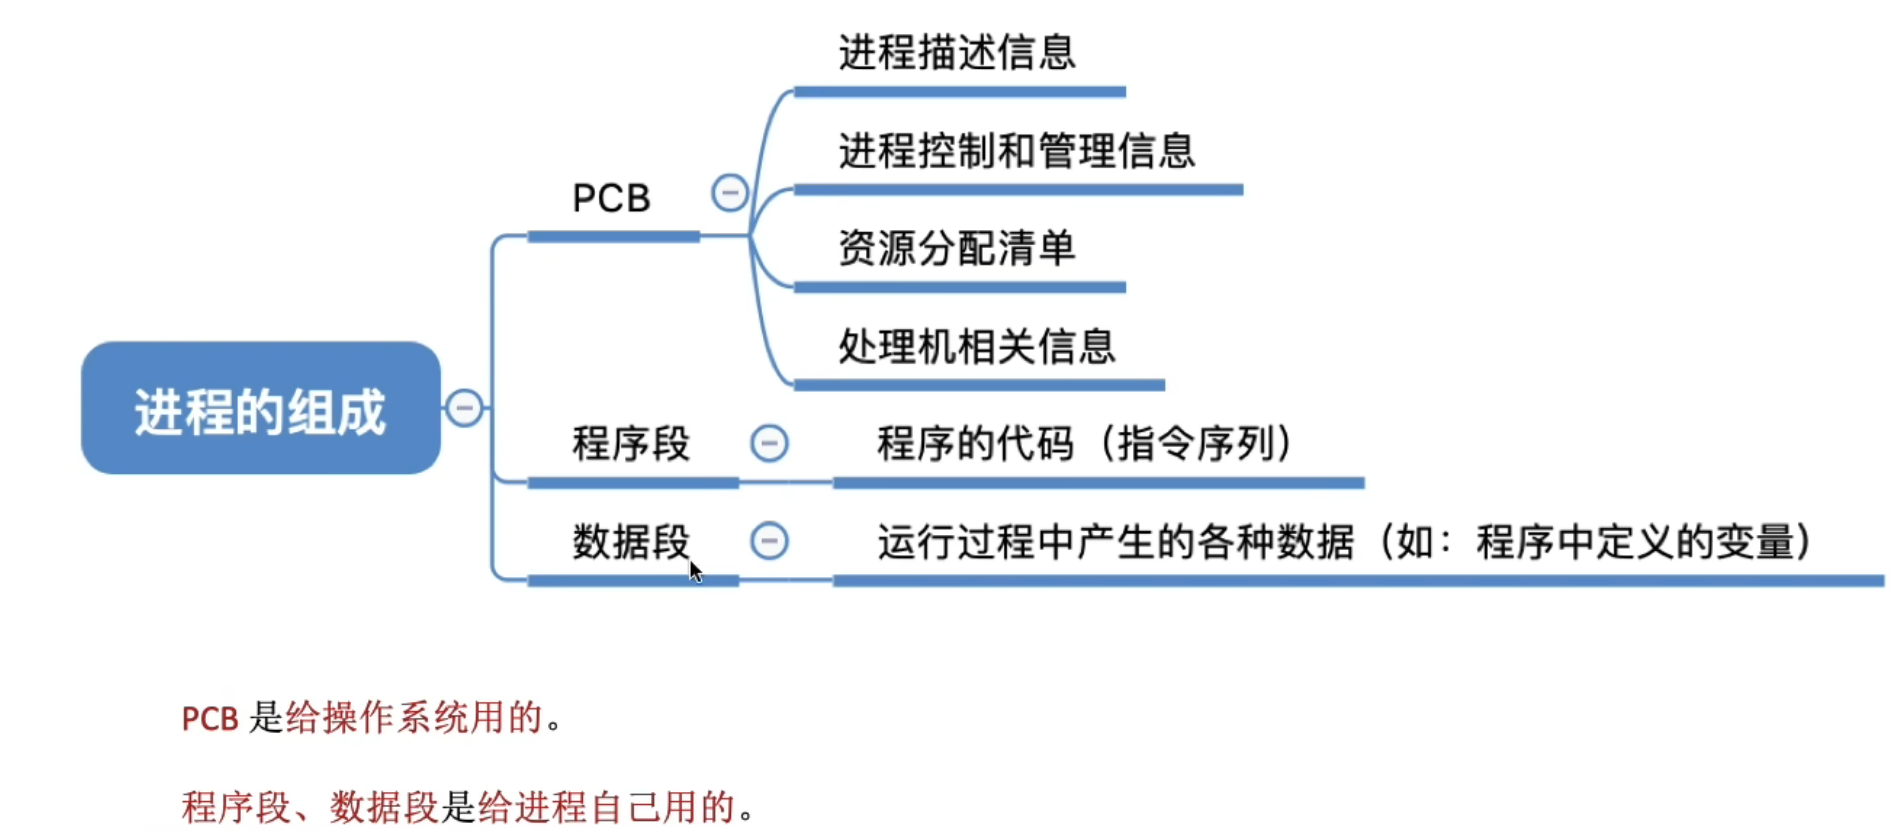 进程描述信息
进程控制和管理信息
PCB
资源分配清单
处理机相关信息
进程的组成
程序段
程序的代码（指令序列）
数据段
运行过程中产生的各种数据（如：程序中定义的变量）
PCB 是给操作系统用的。
程序段、数据段是给进程自己用的。